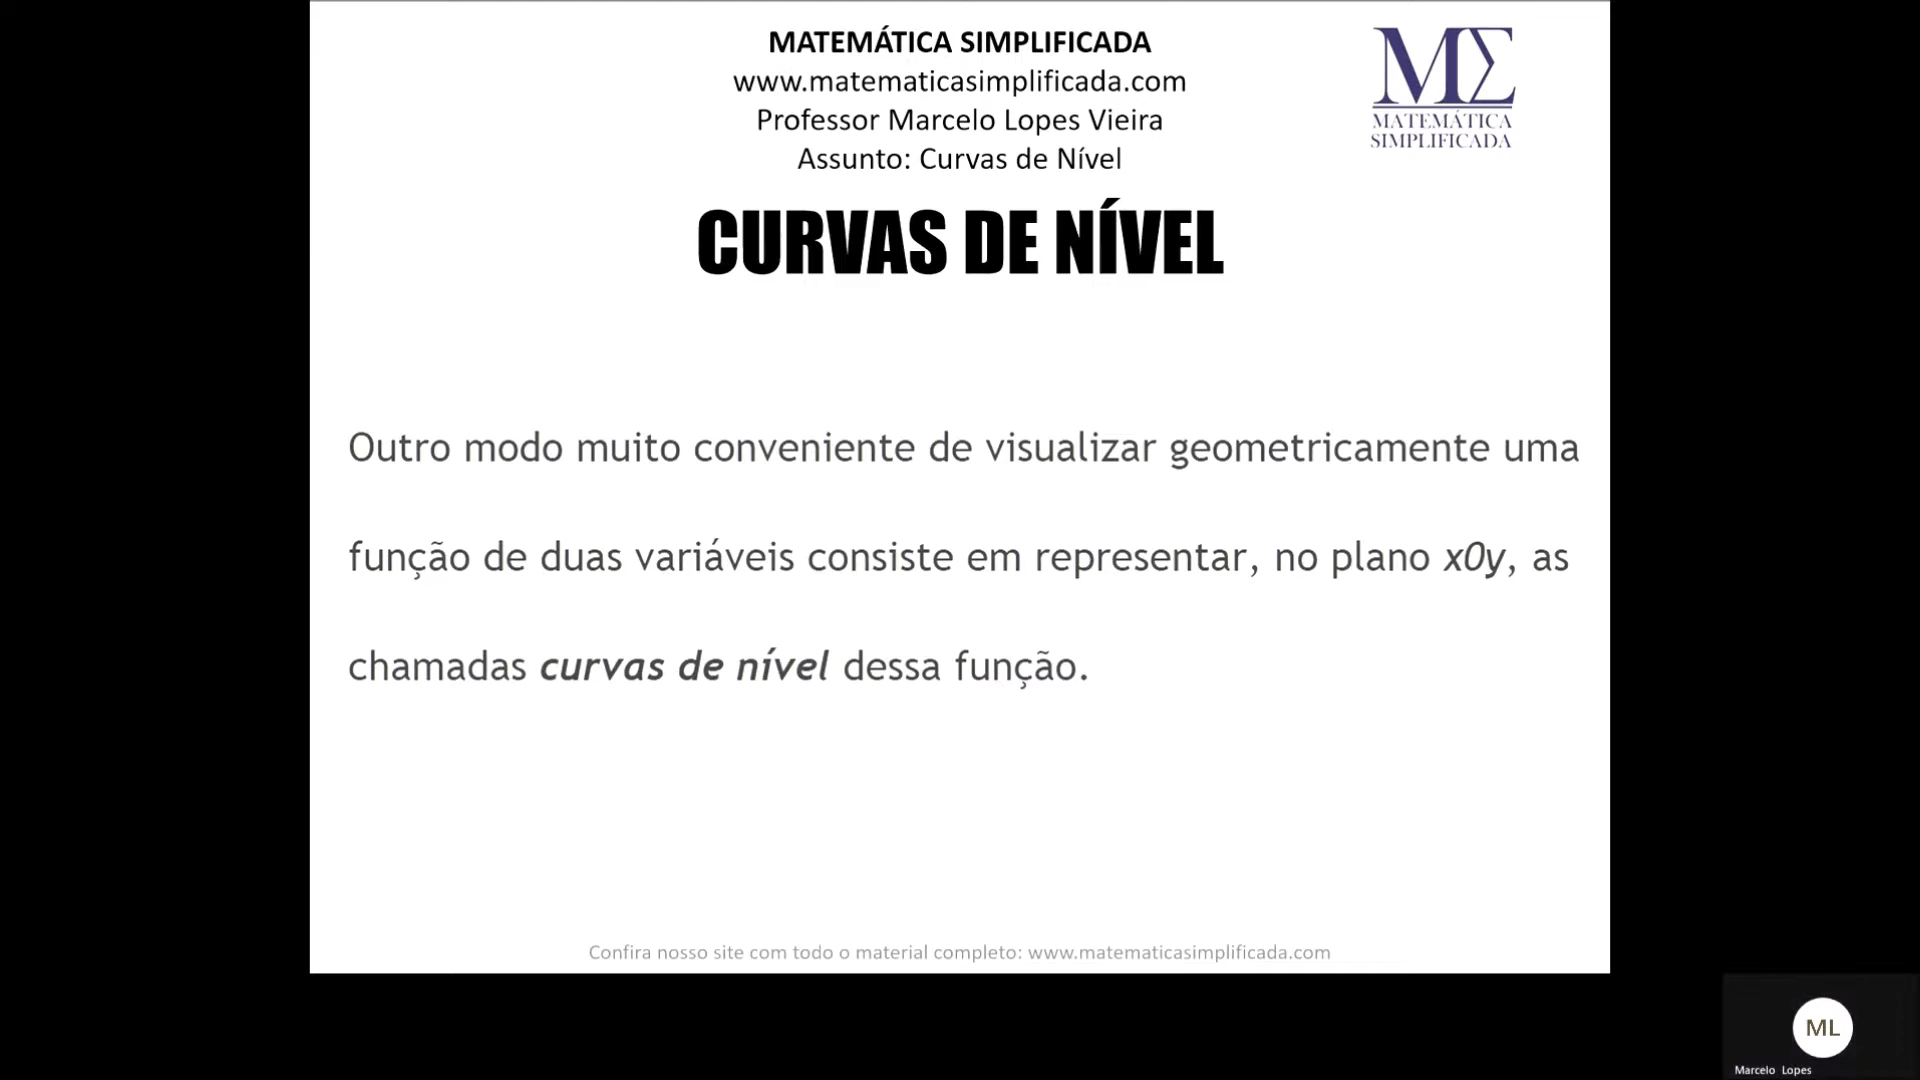 MATEMÁTICA SIMPLIFICADA
www.matematicasimplificada.com
Professor Marcelo Lopes Vieira
Assunto: Curvas de Nível
MΣ
MATEMÁTICA
SIMPLIFICADA
CURVAS DE NÍVEL
Outro modo muito conveniente de visualizar geometricamente uma
função de duas variáveis consiste em representar, no plano x0y, as
chamadas curvas de nível dessa função.
Confira nosso site com todo o material completo: www.matematicasimplificada.com
ML
Marcelo Lopes